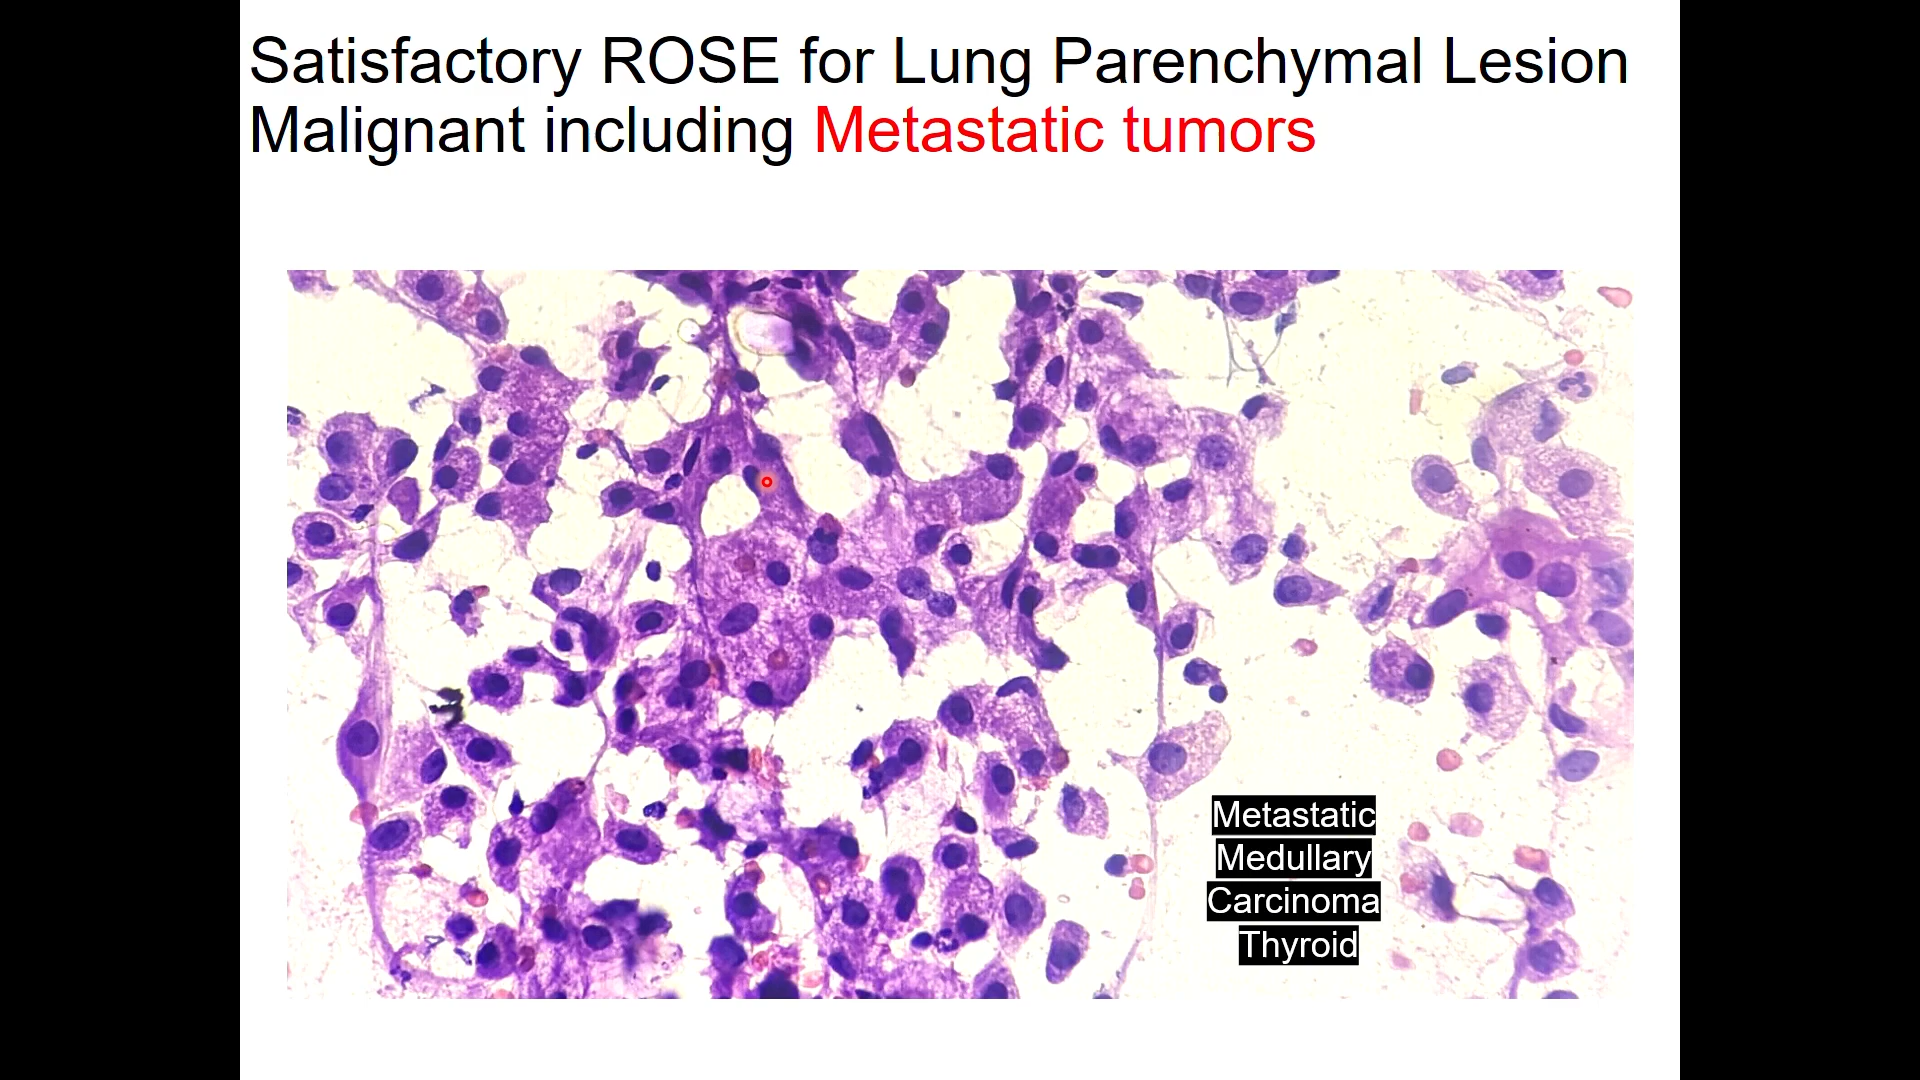 Satisfactory ROSE for Lung Parenchymal Lesion
Malignant including Metastatic tumors
Metastatic
Medullary
Carcinoma
Thyroid